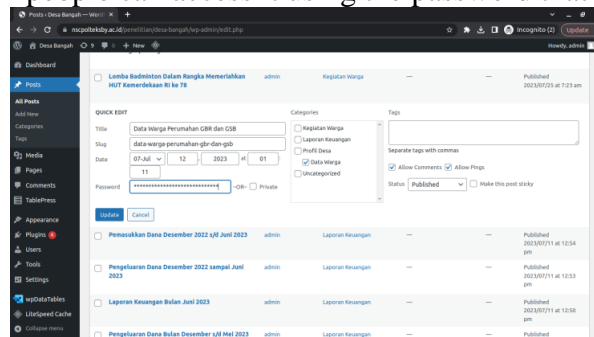 people can access it using the password that
Posts ‹ Desa Bangah — Word
nscpolteksby.ac.id/penelitian/desa-bangah/wp-admin/edit.php
Incognito (2)
Update
Desa Bangah
9
0
+ New
Howdy, admin
Dashboard
Posts
All Posts
Add New
Categories
Tags
Media
Pages
Comments
TablePress
Appearance
Plugins
Users
Tools
Settings
wpDataTables
LiteSpeed Cache
Collapse menu
Lomba Badminton Dalam Rangka Memeriahkan
HUT Kemerdekaan RI ke 78
admin
Kegiatan Warga
—
—
Published
2023/07/25 at 7:23 am
QUICK EDIT
Title
Data Warga Perumahan GBR dan GSB
Slug
data-warga-perumahan-gbr-dan-gsb
Date
07-Jul
12
,
2023
at
01
:
11
Password
–OR–
Private
Categories
Kegiatan Warga
Laporan Keuangan
Profil Desa
Data Warga
Uncategorized
Tags
Separate tags with commas
Allow Comments
Allow Pings
Status
Published
Make this post sticky
Update
Cancel
Pemasukkan Dana Desember 2022 s/d Juni 2023
admin
Laporan Keuangan
—
—
Published
2023/07/11 at 12:54
pm
Pengeluaran Dana Desember 2022 sampai Juni
2023
admin
Laporan Keuangan
—
—
Published
2023/07/11 at 12:53
pm
Laporan Keuangan Bulan Juni 2023
admin
Laporan Keuangan
—
—
Published
2023/07/11 at 12:50
pm
Pengeluaran Dana Bulan Desember s/d Mei 2023
admin
Laporan Keuangan
—
—
Published